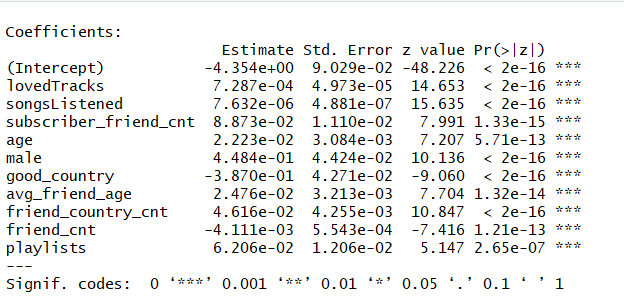 Coefficients:
Estimate Std. Error z value Pr(>|z|)
(Intercept) -4.354e+00 9.029e-02 -48.226 < 2e-16 ***
lovedTracks 7.287e-04 4.973e-05 14.653 < 2e-16 ***
songsListened 7.632e-06 4.881e-07 15.635 < 2e-16 ***
subscriber_friend_cnt 8.873e-02 1.110e-02 7.991 1.33e-15 ***
age 2.223e-02 3.084e-03 7.207 5.71e-13 ***
male 4.484e-01 4.424e-02 10.136 < 2e-16 ***
good_country -3.870e-01 4.271e-02 -9.060 < 2e-16 ***
avg_friend_age 2.476e-02 3.213e-03 7.704 1.32e-14 ***
friend_country_cnt 4.616e-02 4.255e-03 10.847 < 2e-16 ***
friend_cnt -4.111e-03 5.543e-04 -7.416 1.21e-13 ***
playlists 6.206e-02 1.206e-02 5.147 2.65e-07 ***
---
Signif. codes: 0 ‘***’ 0.001 ‘**’ 0.01 ‘*’ 0.05 ‘.’ 0.1 ‘ ’ 1